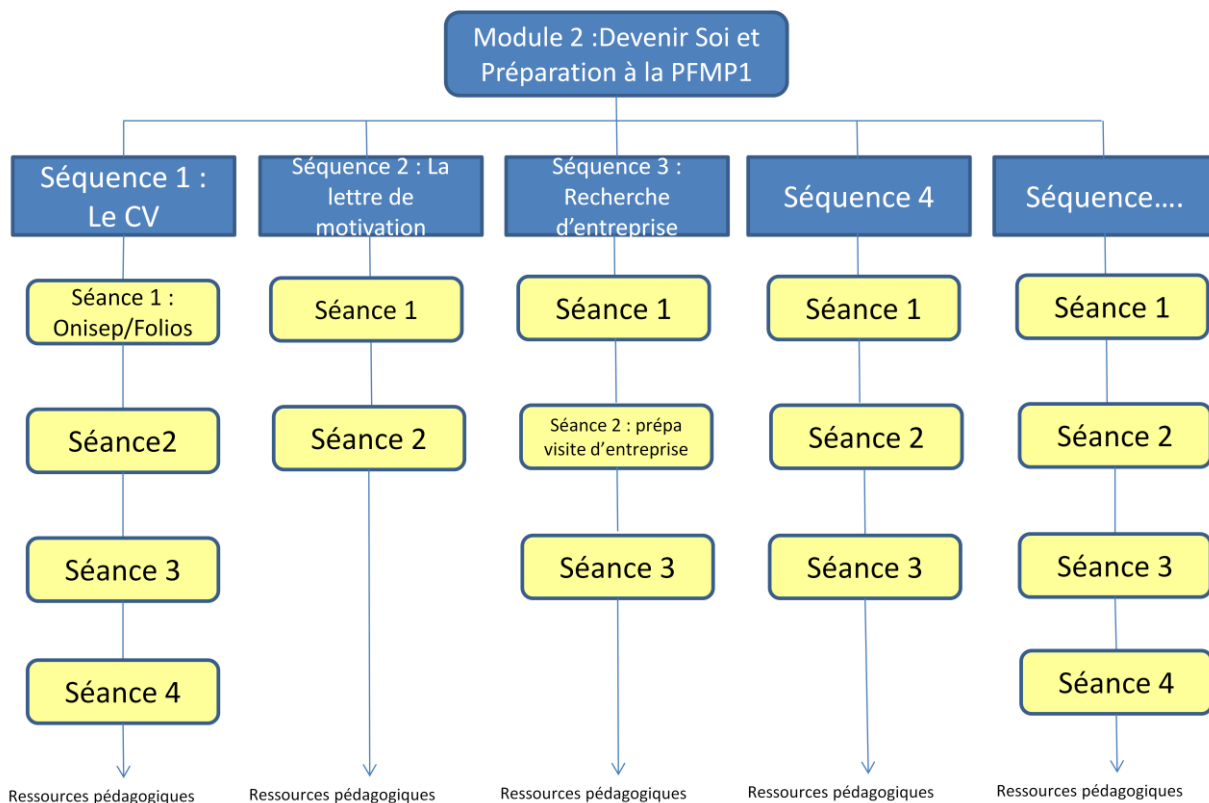 Module 2 :Devenir Soi et
Préparation à la PFMP1
Séquence 1 :
Le CV
Séquence 2 : La
lettre de
motivation
Séquence 3 :
Recherche
d’entreprise
Séquence 4
Séquence….
Séance 1 :
Onisep/Folios
Séance 1
Séance 1
Séance 1
Séance 1
Séance2
Séance 2
Séance 2 : prépa
visite d’entreprise
Séance 2
Séance 2
Séance 3
Séance 3
Séance 3
Séance 3
Séance 4
Séance 4
Ressources pédagogiques
Ressources pédagogiques
Ressources pédagogiques
Ressources pédagogiques
Ressources pédagogiques